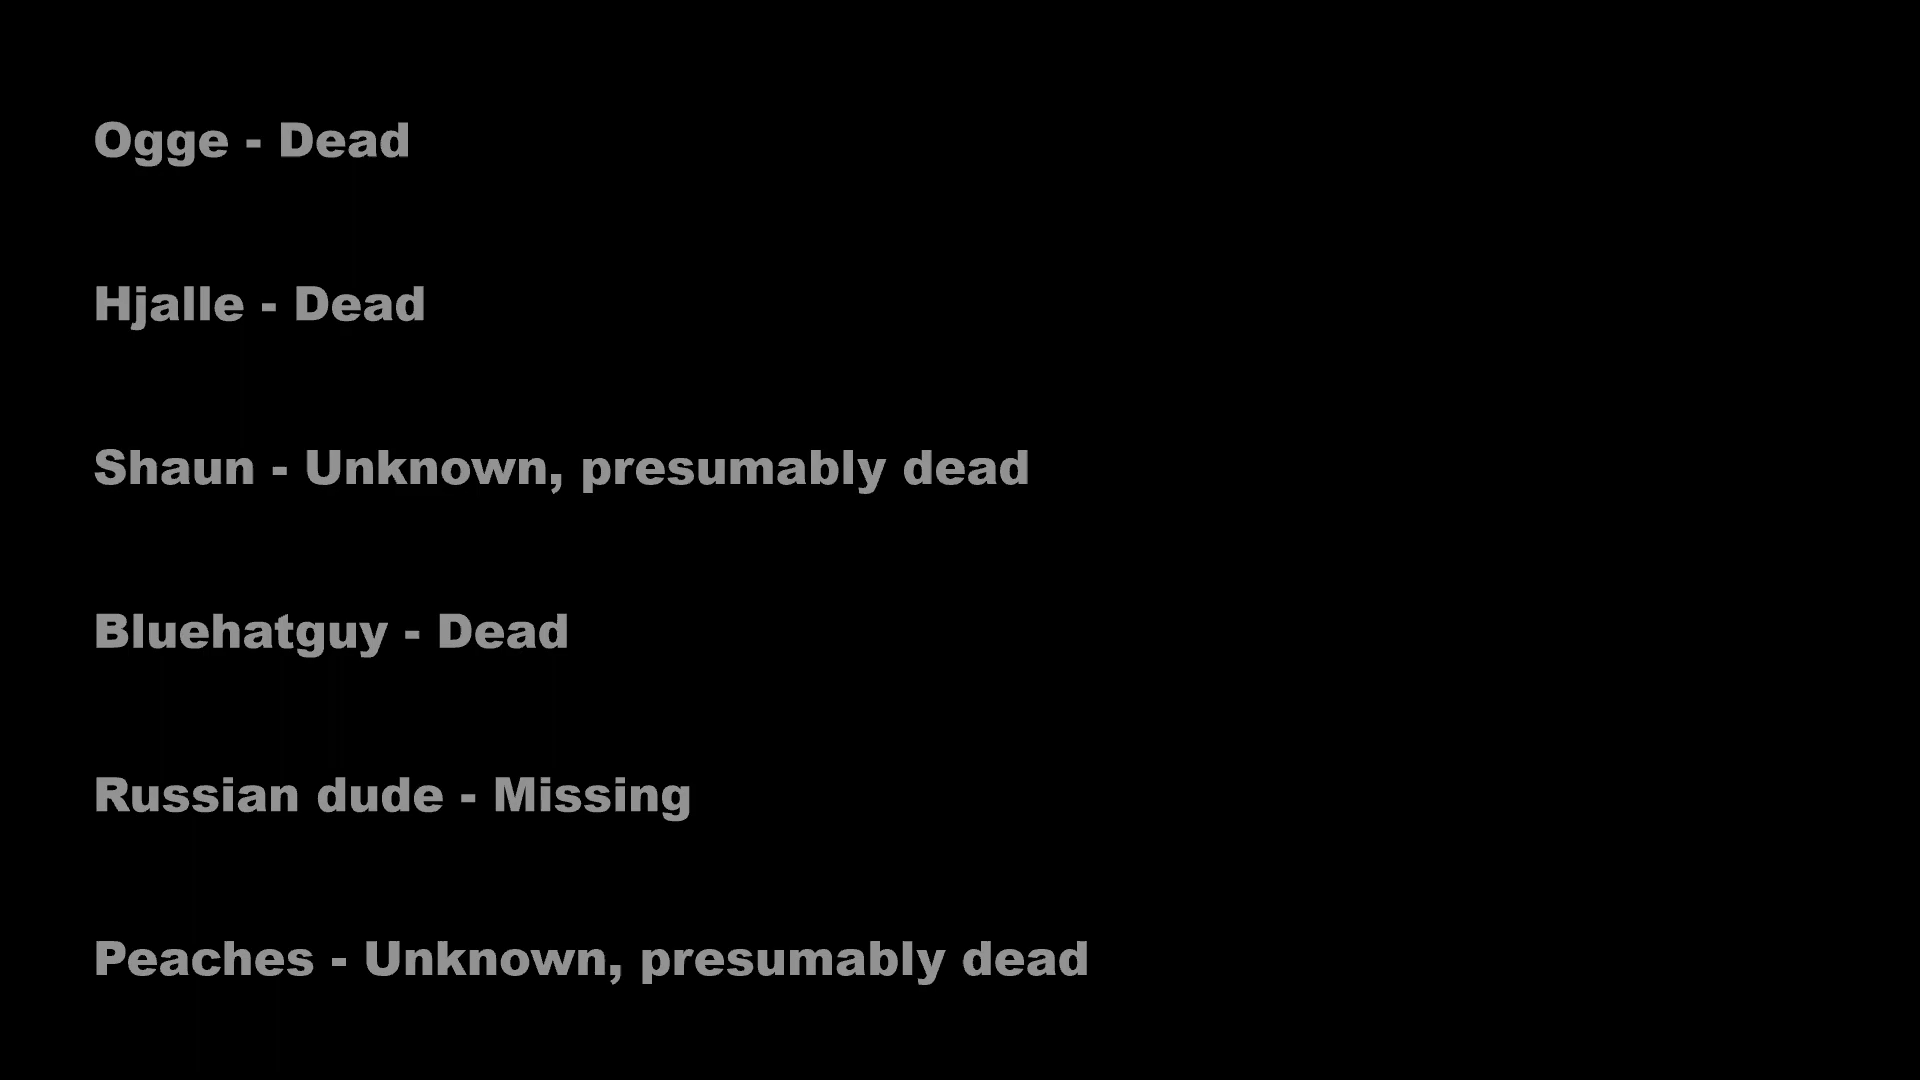 Ogge - Dead
Hjalle - Dead
Shaun - Unknown, presumably dead
Bluehatguy - Dead
Russian dude - Missing
Peaches - Unknown, presumably dead